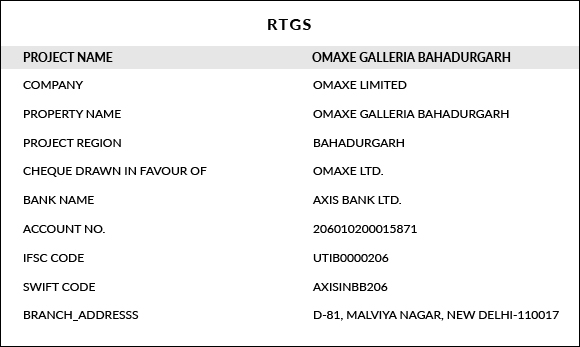 RTGS
PROJECT NAME OMAXE GALLERIA BAHADURGARH
COMPANY OMAXE LIMITED
PROPERTY NAME OMAXE GALLERIA BAHADURGARH
PROJECT REGION BAHADURGARH
CHEQUE DRAWN IN FAVOUR OF OMAXE LTD.
BANK NAME AXIS BANK LTD.
ACCOUNT NO. 206010200015871
IFSC CODE UTIB0000206
SWIFT CODE AXISINBB206
BRANCH_ADDRESSS D-81, MALVIYA NAGAR, NEW DELHI-110017